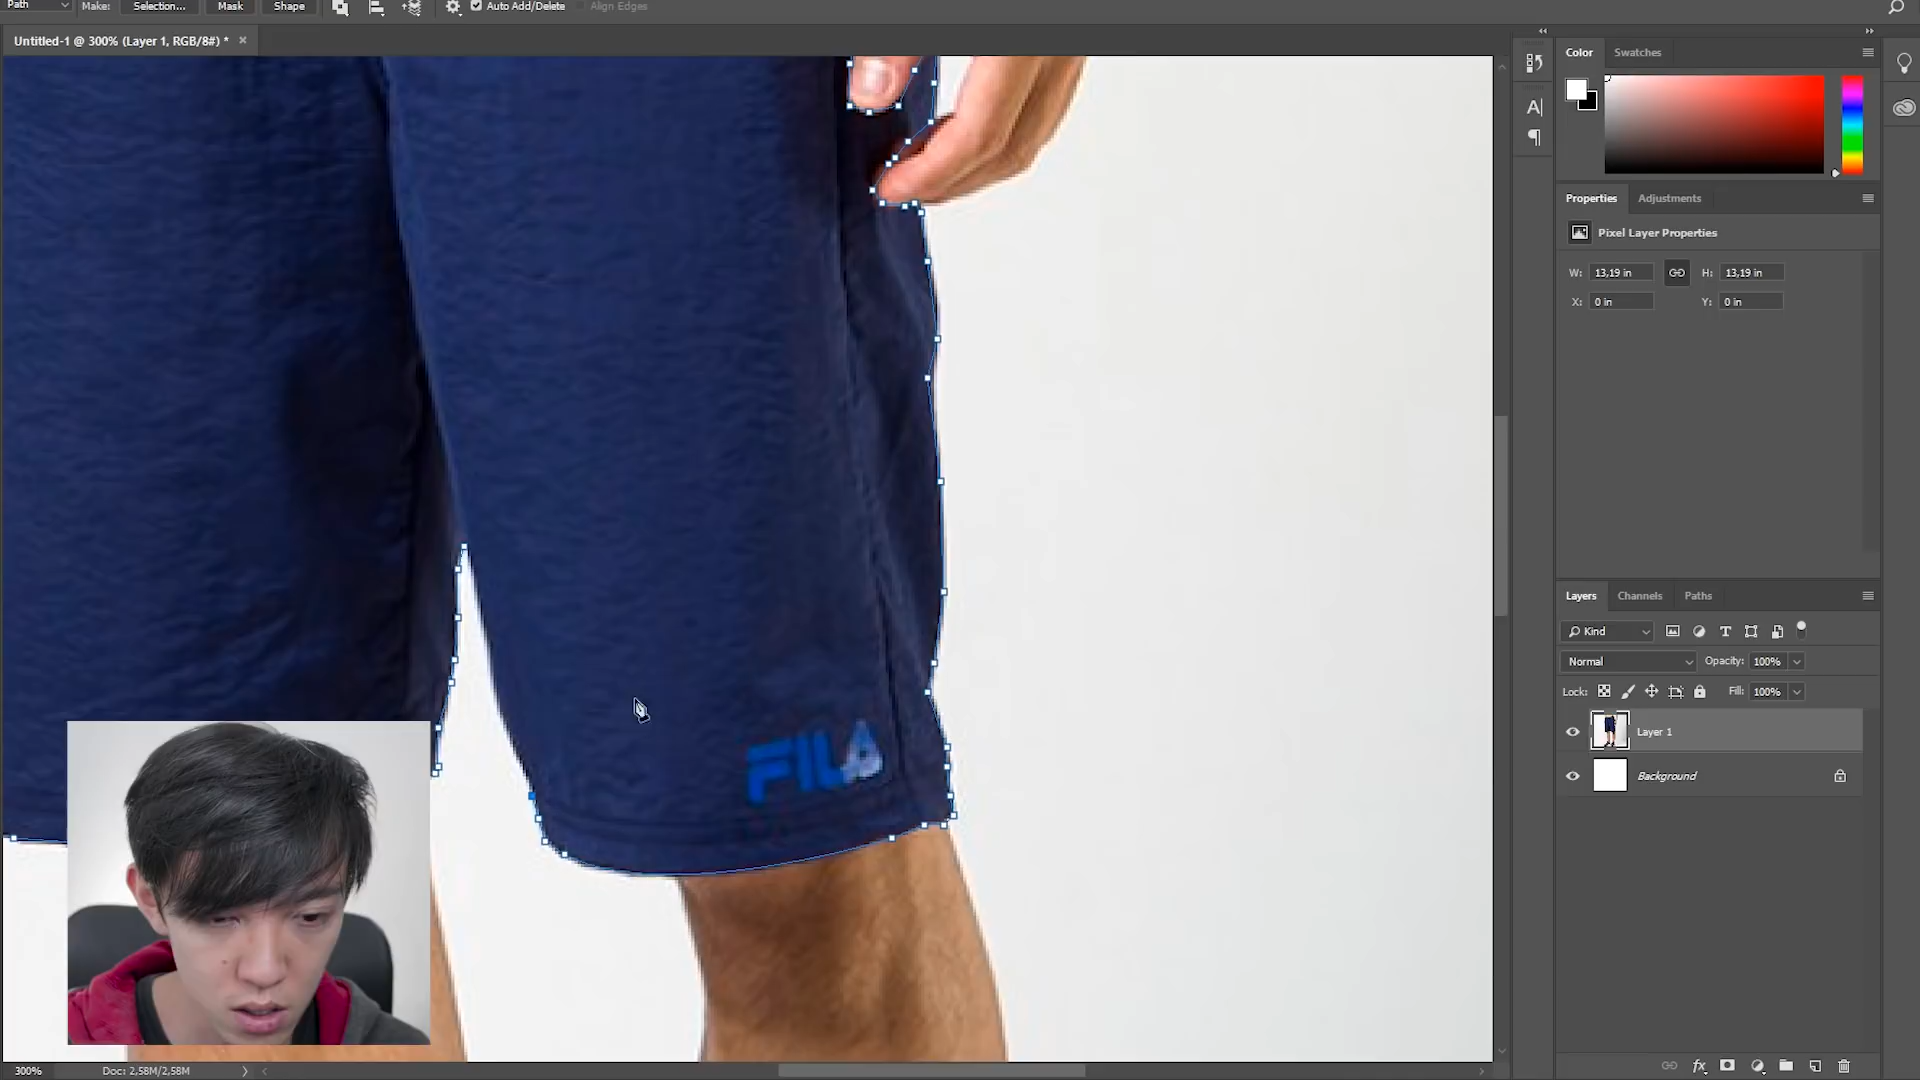 Path Make: Selection... Mask Shape Auto Add/Delete Align Edges
Untitled-1 @ 300% (Layer 1, RGB/8#) * ×
Color Swatches
A|
¶
Properties Adjustments
Pixel Layer Properties
W: 13,19 in H: 13,19 in
X: 0 in Y: 0 in
FILA
Layers Channels Paths
Kind T
Normal Opacity: 100%
Lock: Fill: 100%
Layer 1
Background
fx
300% Doc: 2,58M/2,58M